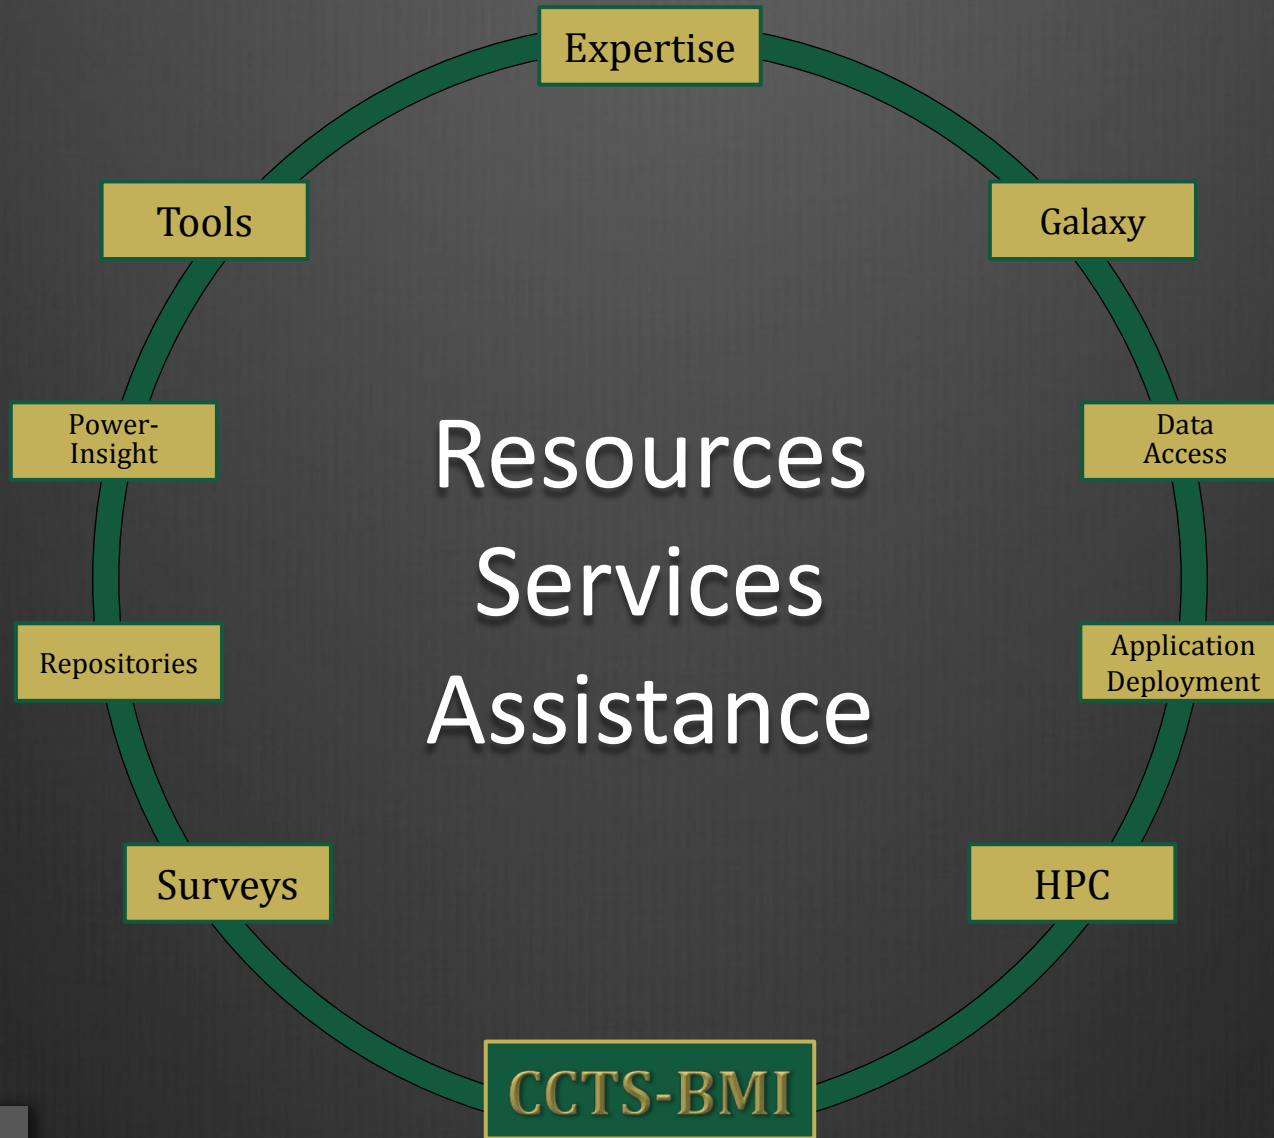 Expertise
Tools
Galaxy
Power-
Insight
Data
Access
Resources
Services
Assistance
Repositories
Application
Deployment
Surveys
HPC
CCTS-BMI